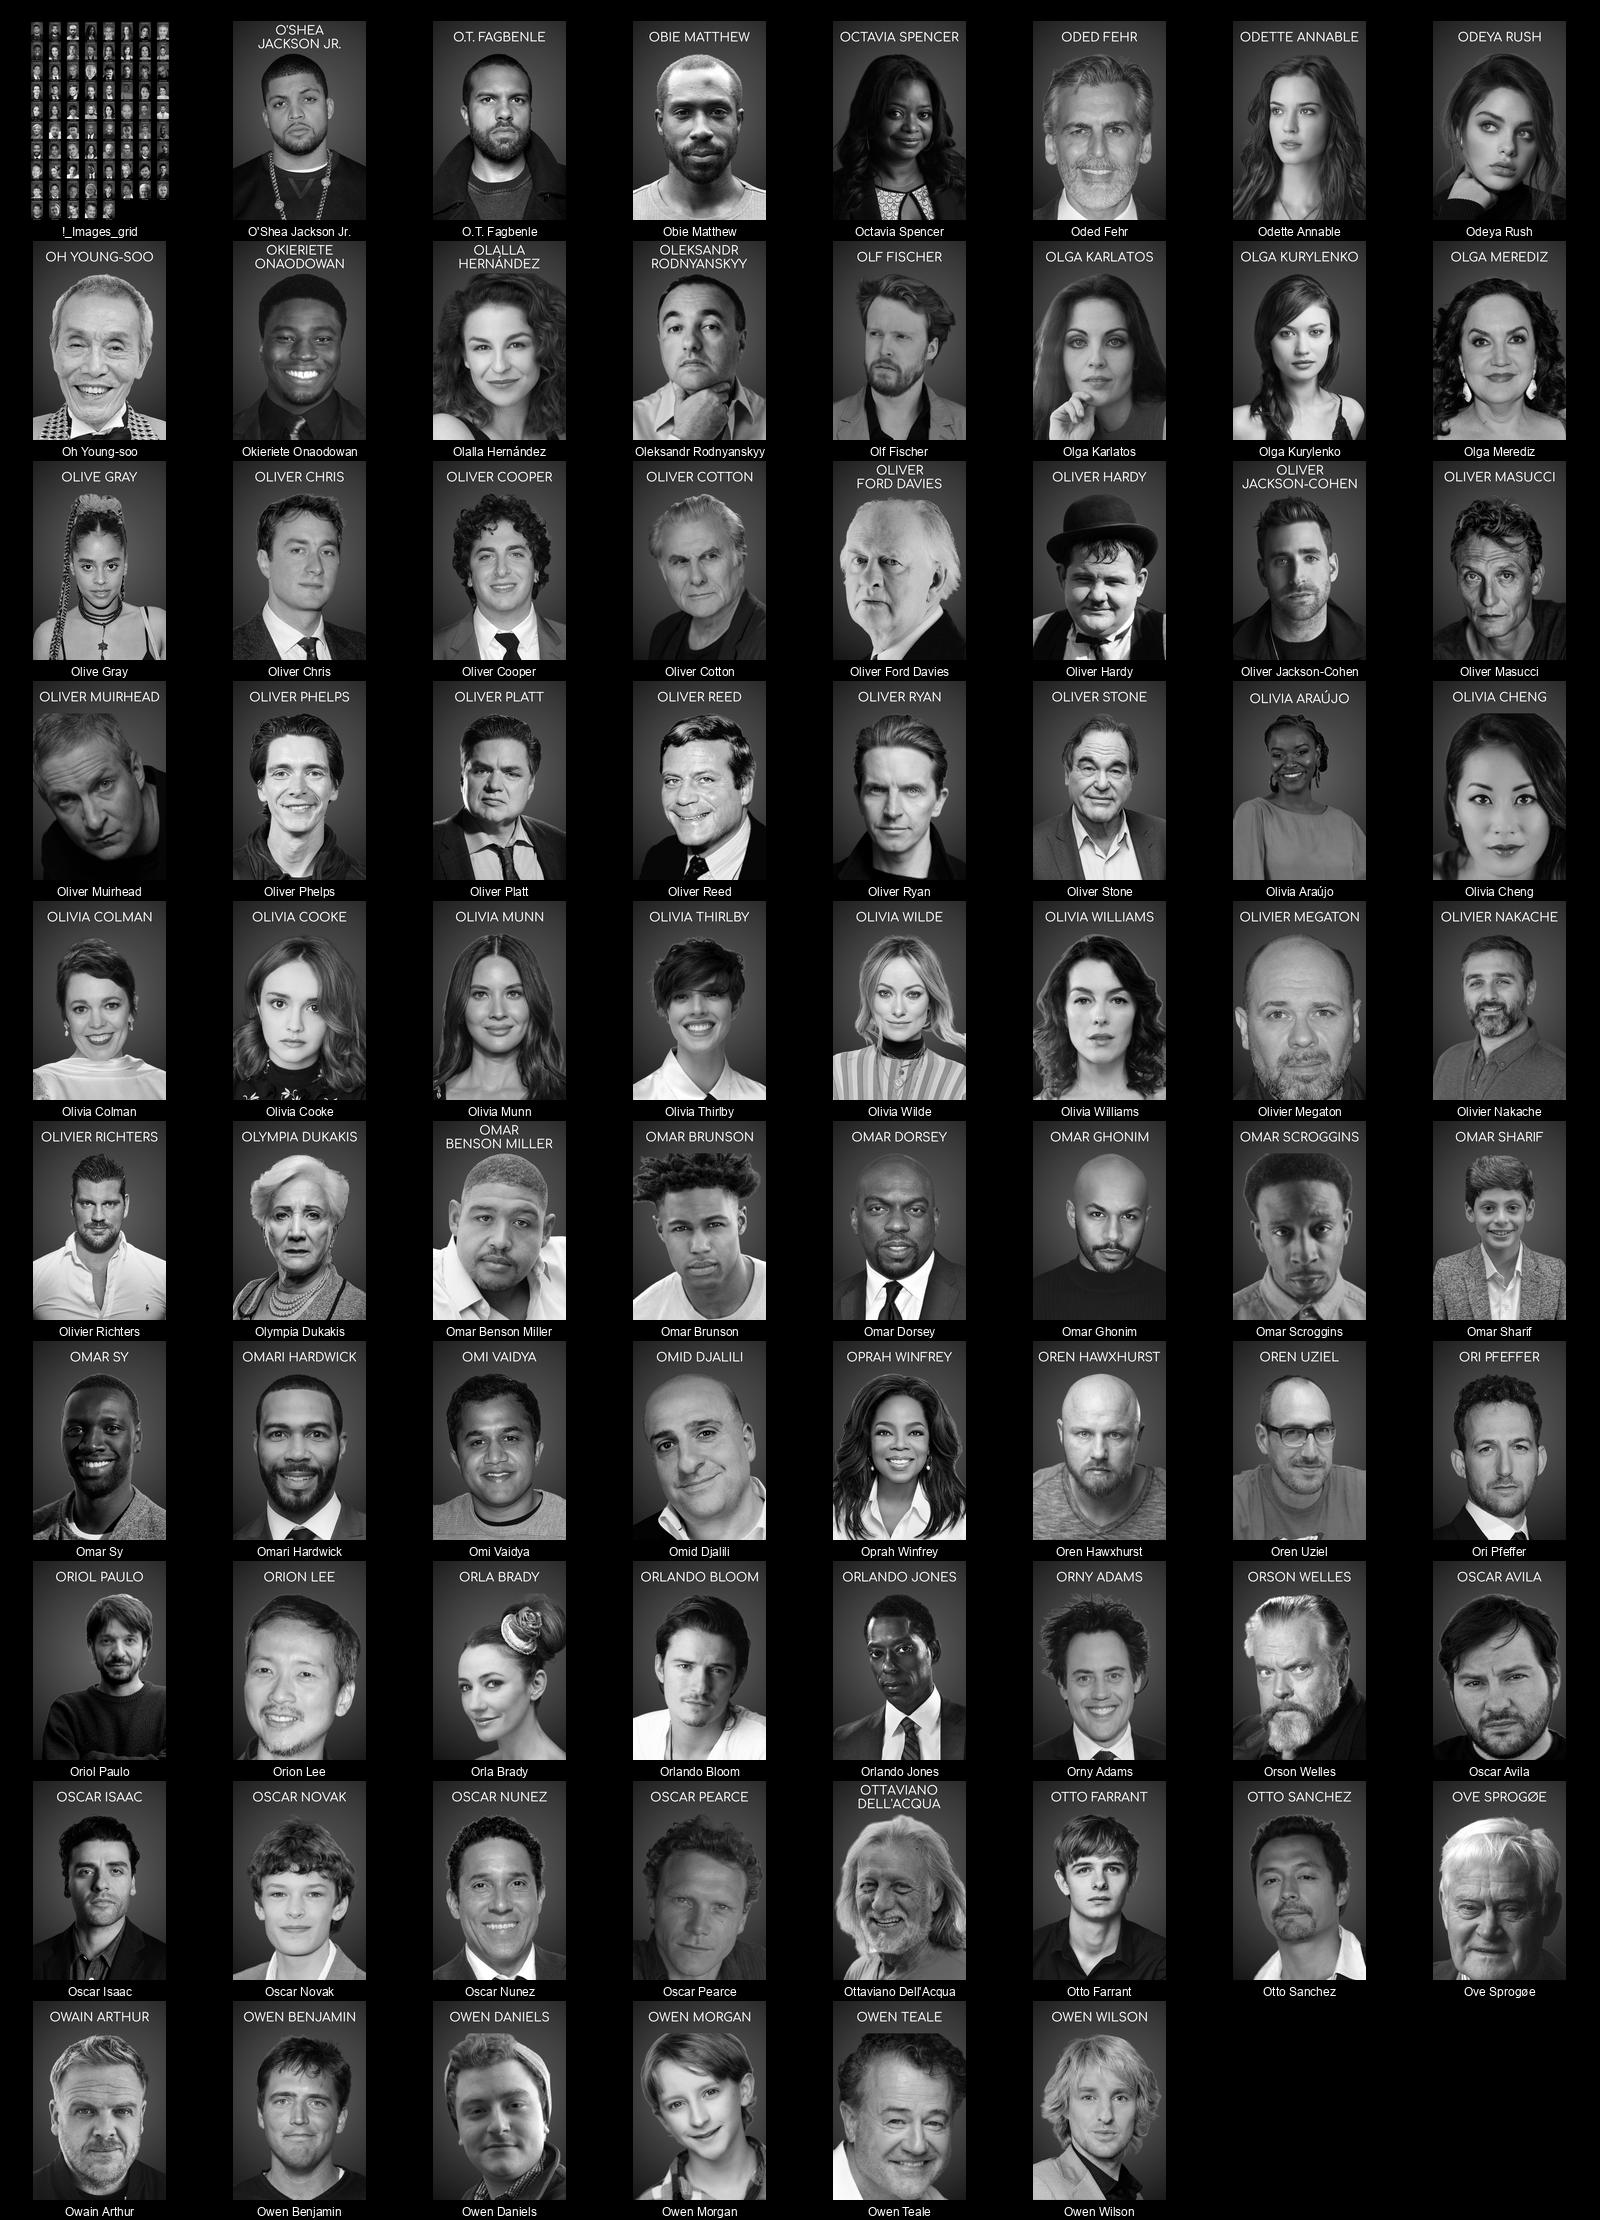 O'SHEA
JACKSON JR.
O.T. FAGBENLE
OBIE MATTHEW
OCTAVIA SPENCER
ODED FEHR
ODETTE ANNABLE
ODEYA RUSH
!_Images_grid
O'Shea Jackson Jr.
O.T. Fagbenle
Obie Matthew
Octavia Spencer
Oded Fehr
Odette Annable
Odeya Rush
OH YOUNG-SOO
OKIERIETE
ONAODOWAN
OLALLA
HERNÁNDEZ
OLEKSANDR
RODNYANSKYY
OLF FISCHER
OLGA KARLATOS
OLGA KURYLENKO
OLGA MEREDIZ
Oh Young-soo
Okieriete Onaodowan
Olalla Hernández
Oleksandr Rodnyanskyy
Olf Fischer
Olga Karlatos
Olga Kurylenko
Olga Merediz
OLIVE GRAY
OLIVER CHRIS
OLIVER COOPER
OLIVER COTTON
OLIVER
FORD DAVIES
OLIVER HARDY
OLIVER
JACKSON-COHEN
OLIVER MASUCCI
Olive Gray
Oliver Chris
Oliver Cooper
Oliver Cotton
Oliver Ford Davies
Oliver Hardy
Oliver Jackson-Cohen
Oliver Masucci
OLIVER MUIRHEAD
OLIVER PHELPS
OLIVER PLATT
OLIVER REED
OLIVER RYAN
OLIVER STONE
OLIVIA ARAÚJO
OLIVIA CHENG
Oliver Muirhead
Oliver Phelps
Oliver Platt
Oliver Reed
Oliver Ryan
Oliver Stone
Olivia Araújo
Olivia Cheng
OLIVIA COLMAN
OLIVIA COOKE
OLIVIA MUNN
OLIVIA THIRLBY
OLIVIA WILDE
OLIVIA WILLIAMS
OLIVIER MEGATON
OLIVIER NAKACHE
Olivia Colman
Olivia Cooke
Olivia Munn
Olivia Thirlby
Olivia Wilde
Olivia Williams
Olivier Megaton
Olivier Nakache
OLIVIER RICHTERS
OLYMPIA DUKAKIS
OMAR
BENSON MILLER
OMAR BRUNSON
OMAR DORSEY
OMAR GHONIM
OMAR SCROGGINS
OMAR SHARIF
Olivier Richters
Olympia Dukakis
Omar Benson Miller
Omar Brunson
Omar Dorsey
Omar Ghonim
Omar Scroggins
Omar Sharif
OMAR SY
OMARI HARDWICK
OMI VAIDYA
OMID DJALILI
OPRAH WINFREY
OREN HAWXHURST
OREN UZIEL
ORI PFEFFER
Omar Sy
Omari Hardwick
Omi Vaidya
Omid Djalili
Oprah Winfrey
Oren Hawxhurst
Oren Uziel
Ori Pfeffer
ORIOL PAULO
ORION LEE
ORLA BRADY
ORLANDO BLOOM
ORLANDO JONES
ORNY ADAMS
ORSON WELLES
OSCAR AVILA
Oriol Paulo
Orion Lee
Orla Brady
Orlando Bloom
Orlando Jones
Orny Adams
Orson Welles
Oscar Avila
OSCAR ISAAC
OSCAR NOVAK
OSCAR NUNEZ
OSCAR PEARCE
OTTAVIANO
DELL'ACQUA
OTTO FARRANT
OTTO SANCHEZ
OVE SPROGØE
Oscar Isaac
Oscar Novak
Oscar Nunez
Oscar Pearce
Ottaviano Dell'Acqua
Otto Farrant
Otto Sanchez
Ove Sprogøe
OWAIN ARTHUR
OWEN BENJAMIN
OWEN DANIELS
OWEN MORGAN
OWEN TEALE
OWEN WILSON
Owain Arthur
Owen Benjamin
Owen Daniels
Owen Morgan
Owen Teale
Owen Wilson